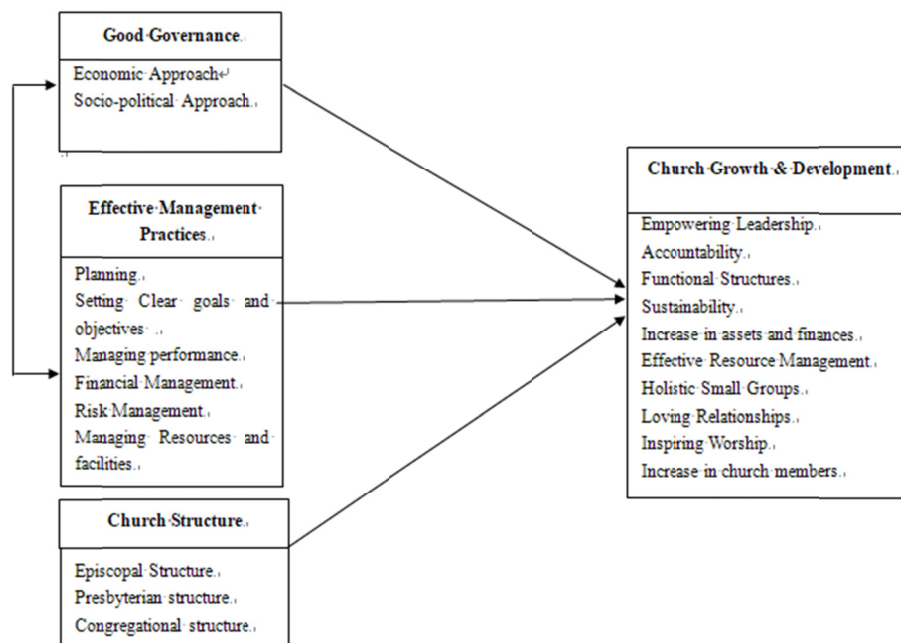 Good Governance.
Economic Approach↵
Socio-political Approach.
Effective Management
Practices.
Planning.
Setting Clear goals and
objectives .
Managing performance.
Financial Management.
Risk Management.
Managing Resources and
facilities.
Church Structure.
Episcopal Structure.
Presbyterian structure.
Congregational structure.
Church Growth & Development.
Empowering Leadership.
Accountability.
Functional Structures.
Sustainability.
Increase in assets and finances.
Effective Resource Management.
Holistic Small Groups.
Loving Relationships.
Inspiring Worship.
Increase in church members.